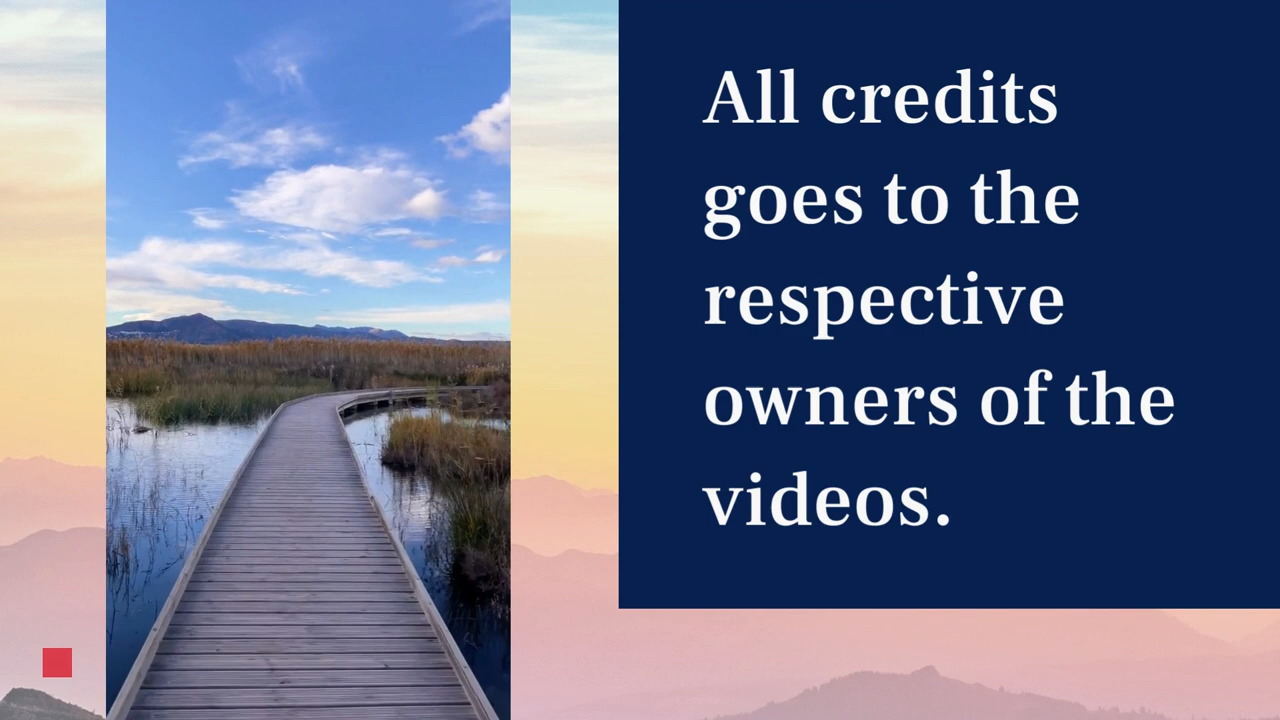 All credits
goes to the
respective
owners of the
videos.